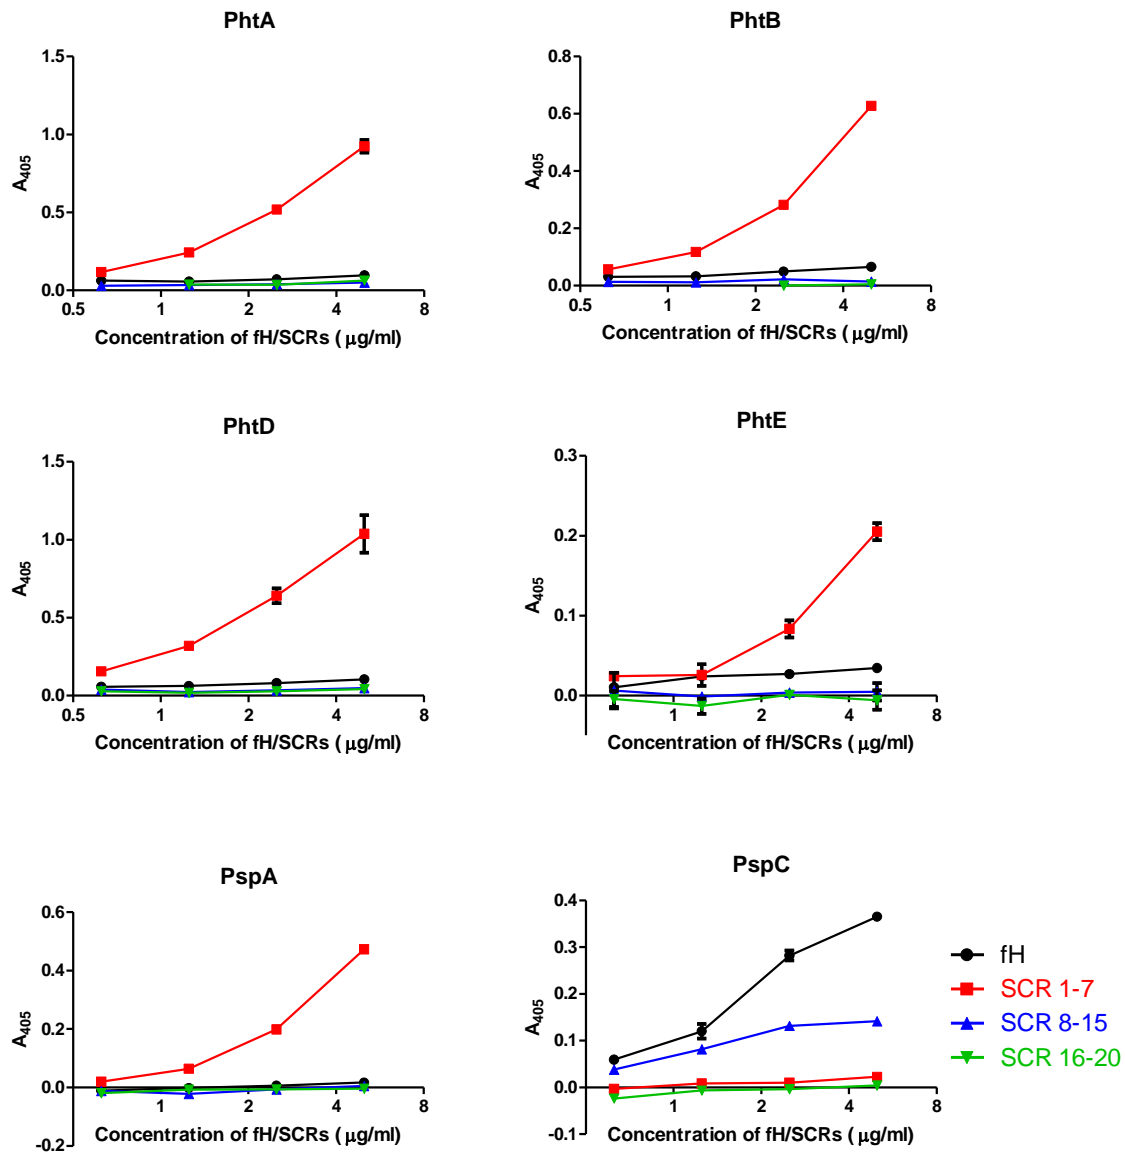 PhtA
1.5
1.0
0.5
0.0
A405
0.5 1 2 4 8
Concentration of fH/SCRs ( μg/ml)
PhtB
0.8
0.6
0.4
0.2
0.0
A405
0.5 1 2 4 8
Concentration of fH/SCRs ( μg/ml)
PhtD
1.5
1.0
0.5
0.0
A405
0.5 1 2 4 8
Concentration of fH/SCRs ( μg/ml)
PhtE
0.3
0.2
0.1
0.0
A405
1 2 4 8
Concentration of fH/SCRs ( μg/ml)
PspA
0.6
0.4
0.2
0.0
-0.2
A405
1 2 4 8
Concentration of fH/SCRs ( μg/ml)
PspC
0.4
0.3
0.2
0.1
0.0
-0.1
A405
1 2 4 8
Concentration of fH/SCRs ( μg/ml)
fH
SCR 1-7
SCR 8-15
SCR 16-20